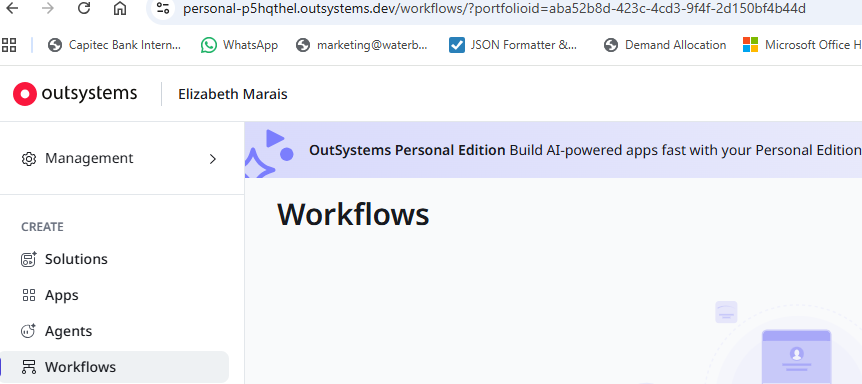 personal-p5hqthel.outsystems.dev/workflows/?portfolioid=aba52b8d-423c-4cd3-9f4f-2d150bf4b44d
Capitec Bank Intern... WhatsApp marketing@waterb... JSON Formatter &... Demand Allocation Microsoft Office H
outsystems Elizabeth Marais
Management
OutSystems Personal Edition Build AI-powered apps fast with your Personal Edition
Workflows
CREATE
Solutions
Apps
Agents
Workflows